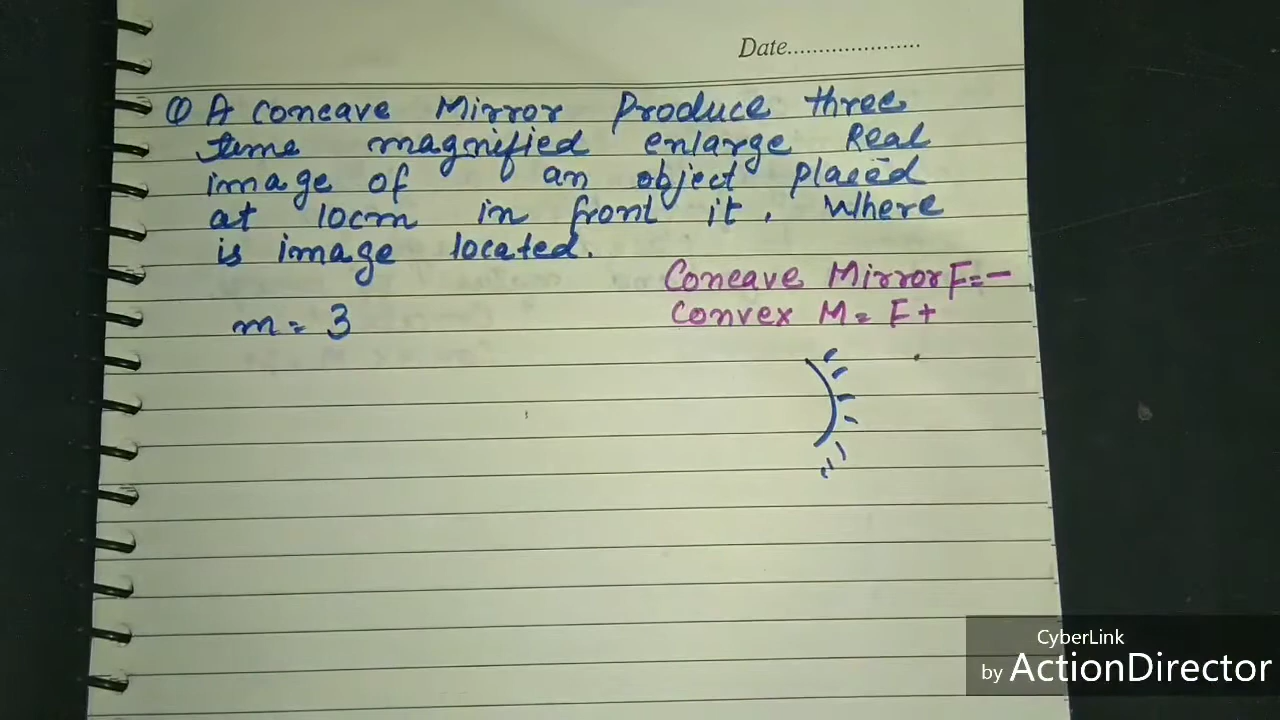 Date....................
Q A concave Mirror Produce three
time magnified enlarge Real
image of an object placed
at 10cm in front it. Where
is image located.
Concave Mirror F=-
Convex M= F+
m= 3
CyberLink
by ActionDirector